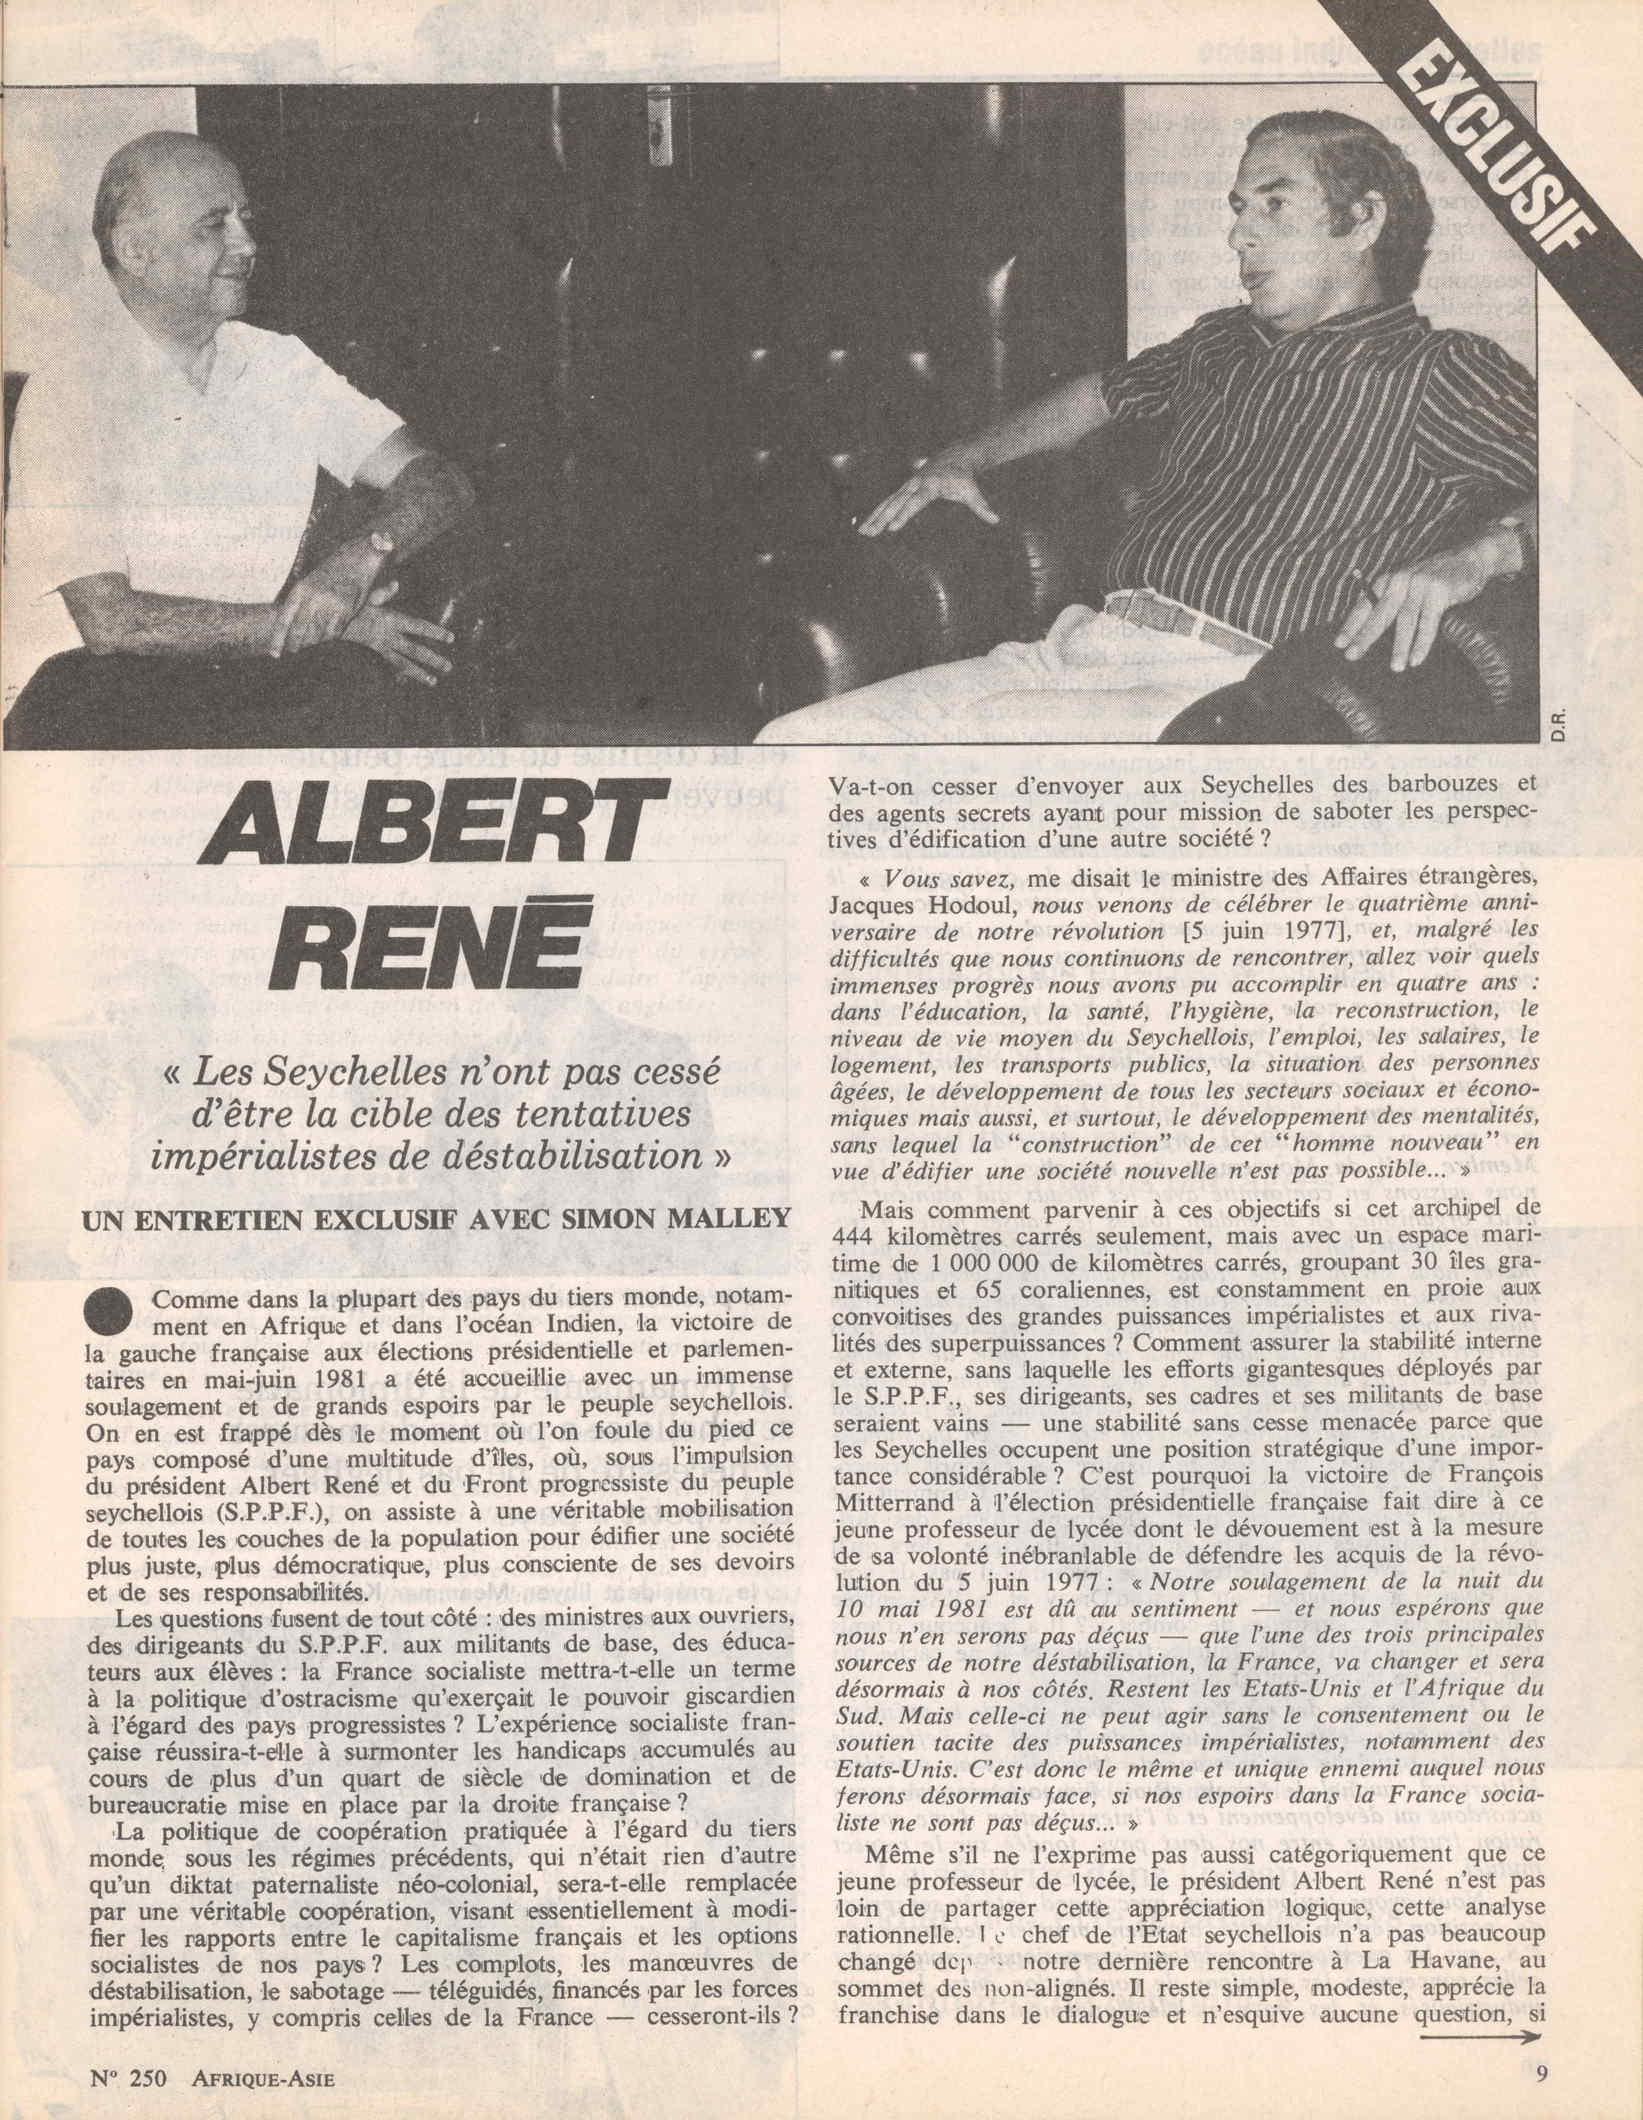 EXCLUSIF
D.R.
ALBERT
RENÉ
« Les Seychelles n'ont pas cessé
d'être la cible des tentatives
impérialistes de déstabilisation »
UN ENTRETIEN EXCLUSIF AVEC SIMON MALLEY
Comme dans la plupart des pays du tiers monde, notam-
ment en Afrique et dans l'océan Indien, la victoire de
la gauche française aux élections présidentielle et parlemen-
taires en mai-juin 1981 a été accueillie avec un immense
soulagement et de grands espoirs par le peuple seychellois.
On en est frappé dès le moment où l'on foule du pied ce
pays composé d'une multitude d'îles, où, sous l'impulsion
du président Albert René et du Front progressiste du peuple
seychellois (S.P.P.F.), on assiste à une véritable mobilisation
de toutes les couches de la population pour édifier une société
plus juste, plus démocratique, plus consciente de ses devoirs
et de ses responsabilités.
Les questions fusent de tout côté : des ministres aux ouvriers,
des dirigeants du S.P.P.F. aux militants de base, des éduca-
teurs aux élèves : la France socialiste mettra-t-elle un terme
à la politique d'ostracisme qu'exerçait le pouvoir giscardien
à l'égard des pays progressistes ? L'expérience socialiste fran-
çaise réussira-t-elle à surmonter les handicaps accumulés au
cours de plus d'un quart de siècle de domination et de
bureaucratie mise en place par la droite française ?
La politique de coopération pratiquée à l'égard du tiers
monde, sous les régimes précédents, qui n'était rien d'autre
qu'un diktat paternaliste néo-colonial, sera-t-elle remplacée
par une véritable coopération, visant essentiellement à modi-
fier les rapports entre le capitalisme français et les options
socialistes de nos pays ? Les complots, les manœuvres de
déstabilisation, le sabotage — téléguidés, financés par les forces
impérialistes, y compris celles de la France — cesseront-ils ?
Va-t-on cesser d'envoyer aux Seychelles des barbouzes et
des agents secrets ayant pour mission de saboter les perspec-
tives d'édification d'une autre société ?
« Vous savez, me disait le ministre des Affaires étrangères,
Jacques Hodoul, nous venons de célébrer le quatrième anni-
versaire de notre révolution [5 juin 1977], et, malgré les
difficultés que nous continuons de rencontrer, allez voir quels
immenses progrès nous avons pu accomplir en quatre ans :
dans l'éducation, la santé, l'hygiène, la reconstruction, le
niveau de vie moyen du Seychellois, l'emploi, les salaires, le
logement, les transports publics, la situation des personnes
âgées, le développement de tous les secteurs sociaux et écono-
miques mais aussi, et surtout, le développement des mentalités,
sans lequel la "construction" de cet "homme nouveau" en
vue d'édifier une société nouvelle n'est pas possible... »
Mais comment parvenir à ces objectifs si cet archipel de
444 kilomètres carrés seulement, mais avec un espace mari-
time de 1 000 000 de kilomètres carrés, groupant 30 îles gra-
nitiques et 65 coraliennes, est constamment en proie aux
convoitises des grandes puissances impérialistes et aux riva-
lités des superpuissances ? Comment assurer la stabilité interne
et externe, sans laquelle les efforts gigantesques déployés par
le S.P.P.F., ses dirigeants, ses cadres et ses militants de base
seraient vains — une stabilité sans cesse menacée parce que
les Seychelles occupent une position stratégique d'une impor-
tance considérable ? C'est pourquoi la victoire de François
Mitterrand à l'élection présidentielle française fait dire à ce
jeune professeur de lycée dont le dévouement est à la mesure
de sa volonté inébranlable de défendre les acquis de la révo-
lution du 5 juin 1977 : « Notre soulagement de la nuit du
10 mai 1981 est dû au sentiment — et nous espérons que
nous n'en serons pas déçus — que l'une des trois principales
sources de notre déstabilisation, la France, va changer et sera
désormais à nos côtés. Restent les Etats-Unis et l'Afrique du
Sud. Mais celle-ci ne peut agir sans le consentement ou le
soutien tacite des puissances impérialistes, notamment des
Etats-Unis. C'est donc le même et unique ennemi auquel nous
ferons désormais face, si nos espoirs dans la France socia-
liste ne sont pas déçus... »
Même s'il ne l'exprime pas aussi catégoriquement que ce
jeune professeur de lycée, le président Albert René n'est pas
loin de partager cette appréciation logique, cette analyse
rationnelle. chef de l'Etat seychellois n'a pas beaucoup
changé notre dernière rencontre à La Havane, au
sommet des non-alignés. Il reste simple, modeste, apprécie la
franchise dans le dialogue et n'esquive aucune question, si
N° 250 AFRIQUE-ASIE
9